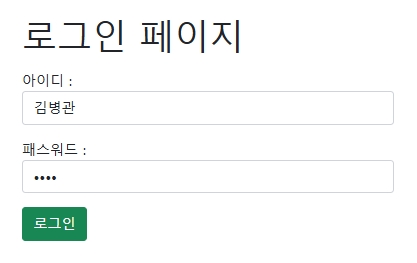 로그인 페이지
아이디 :
김병관
패스워드 :
••••
로그인